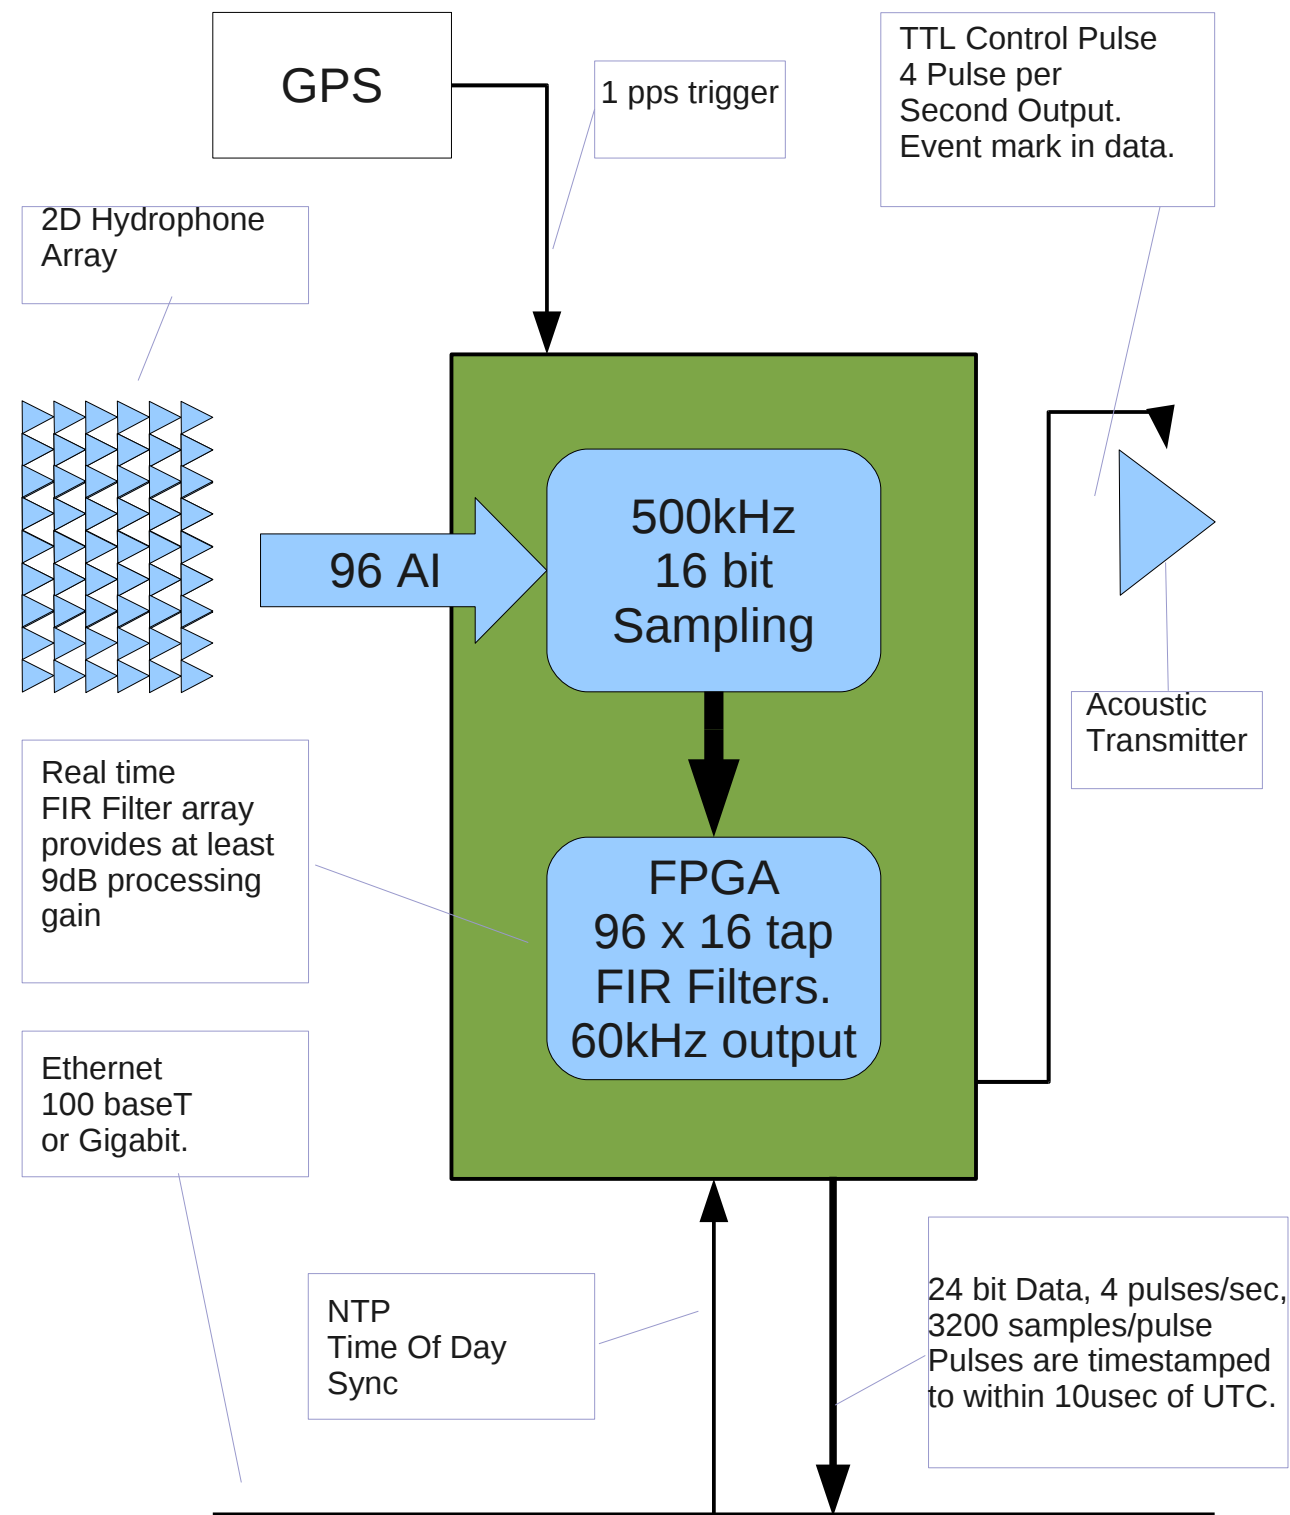 GPS
1 pps trigger
TTL Control Pulse
4 Pulse per
Second Output.
Event mark in data.
2D Hydrophone
Array
96 AI
500kHz
16 bit
Sampling
Acoustic
Transmitter
Real time
FIR Filter array
provides at least
9dB processing
gain
FPGA
96 x 16 tap
FIR Filters.
60kHz output
Ethernet
100 baseT
or Gigabit.
NTP
Time Of Day
Sync
24 bit Data, 4 pulses/sec,
3200 samples/pulse
Pulses are timestamped
to within 10usec of UTC.